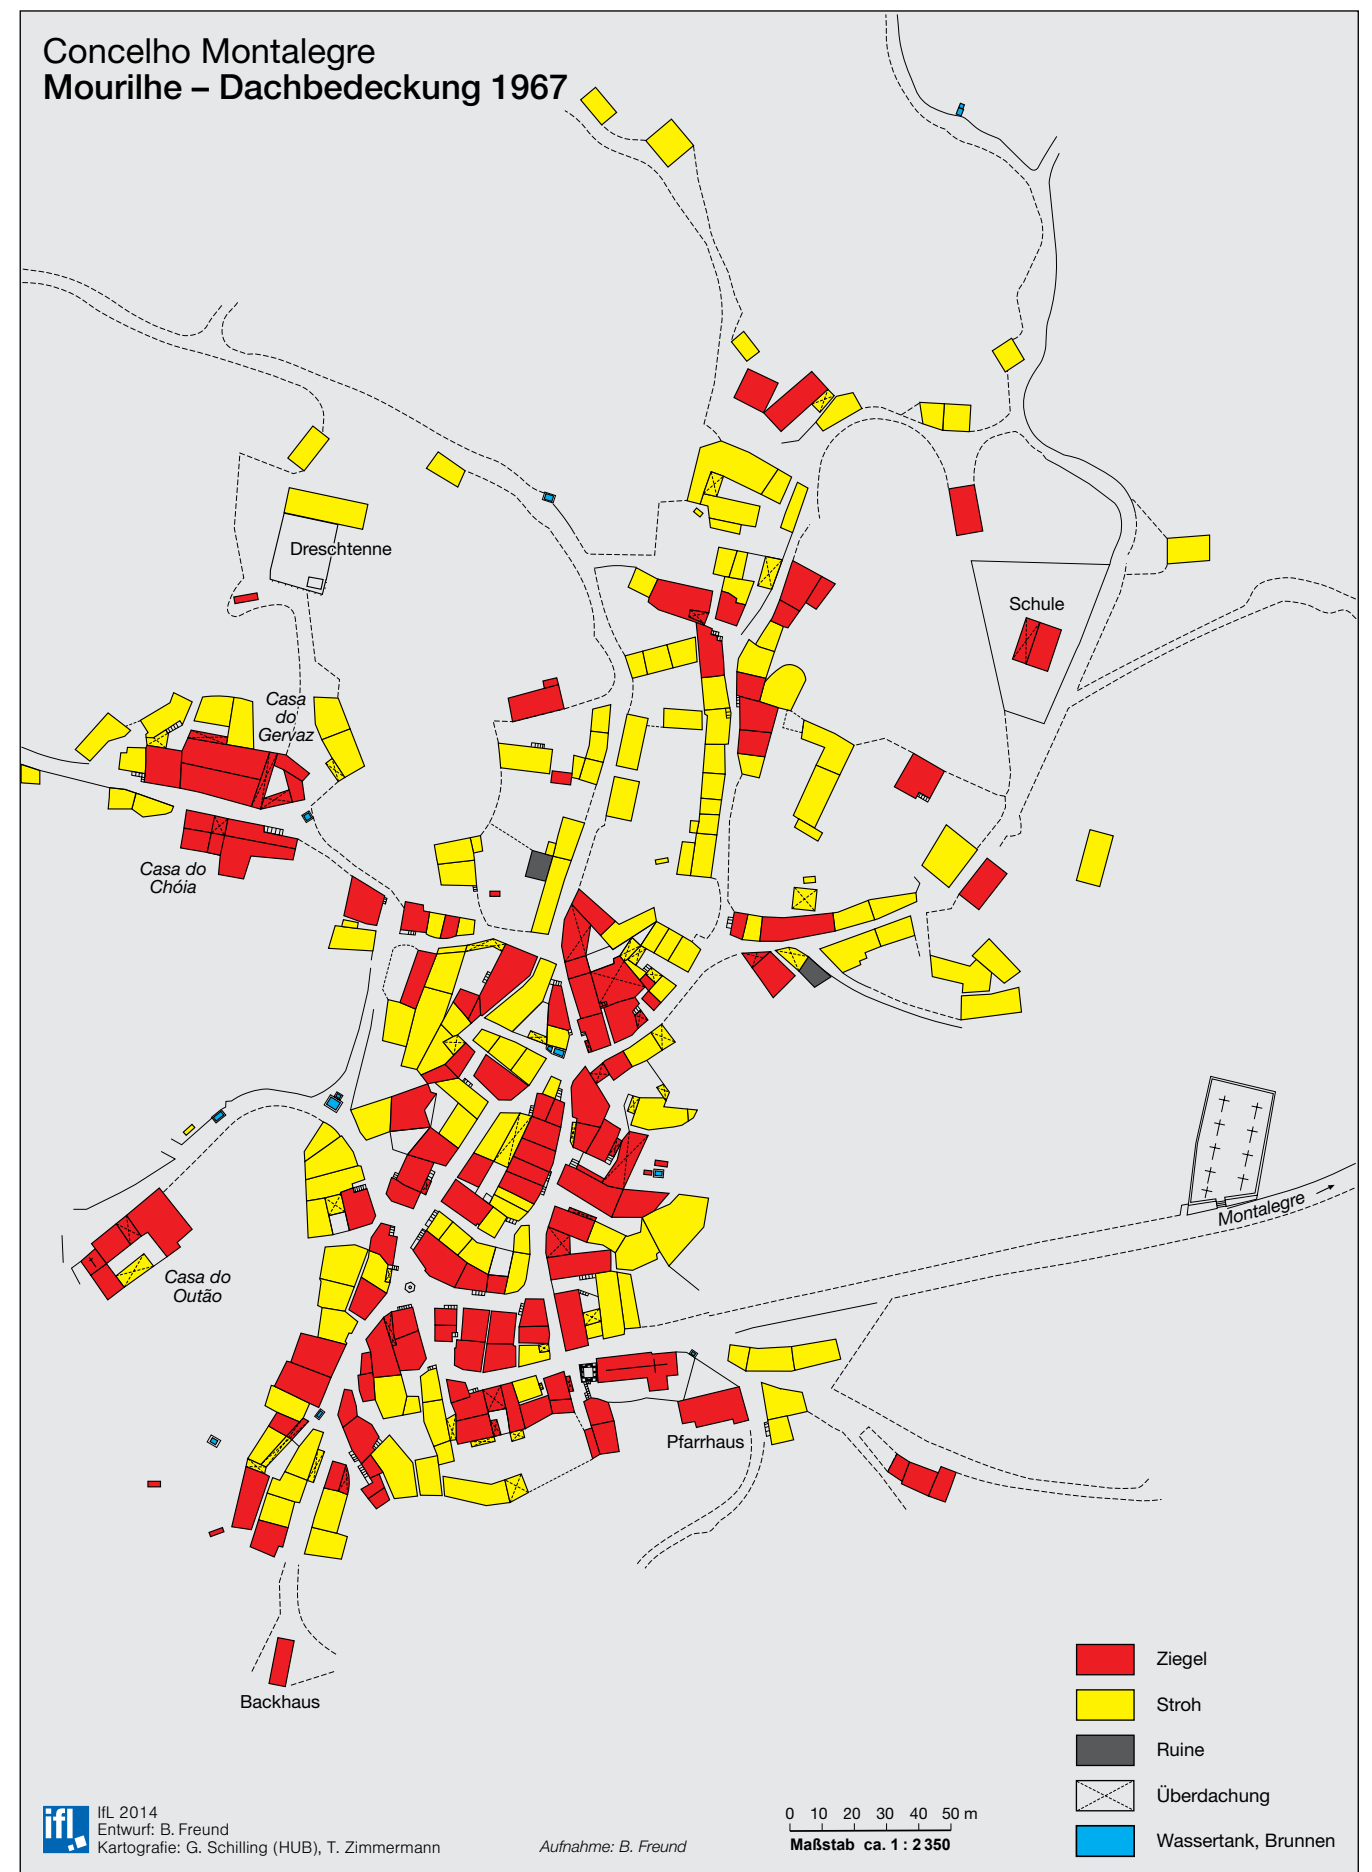 Concelho Montalegre
Mourilhe – Dachbedeckung 1967
Dreschtenne
Schule
Casa
do
Gervaz
Casa do
Chóia
Montalegre
Casa do
Outão
Pfarrhaus
Backhaus
Ziegel
Stroh
Ruine
Überdachung
Wassertank, Brunnen
0 10 20 30 40 50 m
Maßstab ca. 1 : 2 350
ifl
IfL 2014
Entwurf: B. Freund
Kartografie: G. Schilling (HUB), T. Zimmermann
Aufnahme: B. Freund